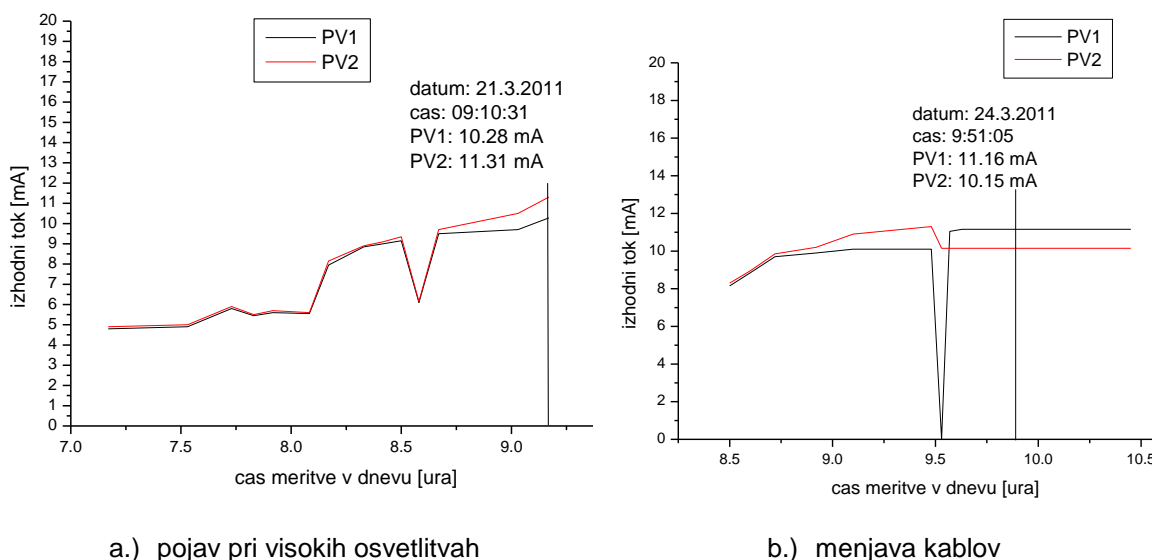 PV1
PV2
datum: 21.3.2011
cas: 09:10:31
PV1: 10.28 mA
PV2: 11.31 mA
izhodni tok [mA]
20
19
18
17
16
15
14
13
12
11
10
9
8
7
6
5
4
3
2
1
0
7.0 7.5 8.0 8.5 9.0
cas meritve v dnevu [ura]
a.) pojav pri visokih osvetlitvah
PV1
PV2
datum: 24.3.2011
cas: 9:51:05
PV1: 11.16 mA
PV2: 10.15 mA
izhodni tok [mA]
20
18
16
14
12
10
8
6
4
2
0
8.5 9.0 9.5 10.0 10.5
cas meritve v dnevu [ura]
b.) menjava kablov